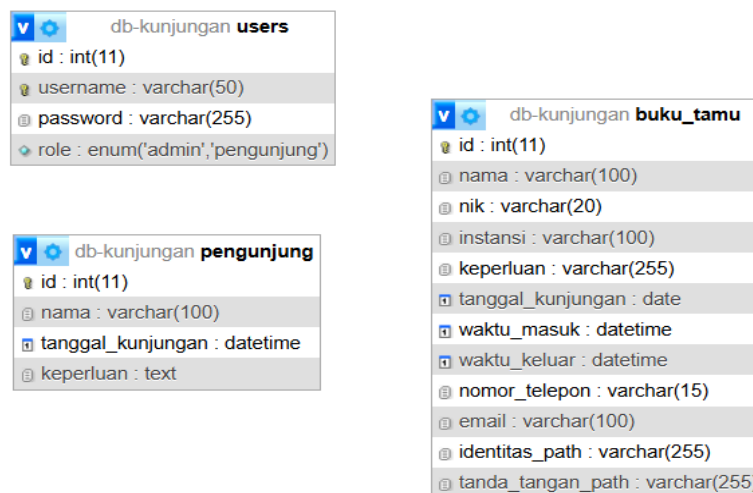 db-kunjungan users
id : int(11)
username : varchar(50)
password : varchar(255)
role : enum('admin','pengunjung')
db-kunjungan pengunjung
id : int(11)
nama : varchar(100)
tanggal_kunjungan : datetime
keperluan : text
db-kunjungan buku_tamu
id : int(11)
nama : varchar(100)
nik : varchar(20)
instansi : varchar(100)
keperluan : varchar(255)
tanggal_kunjungan : date
waktu_masuk : datetime
waktu_keluar : datetime
nomor_telepon : varchar(15)
email : varchar(100)
identitas_path : varchar(255)
tanda_tangan_path : varchar(255)